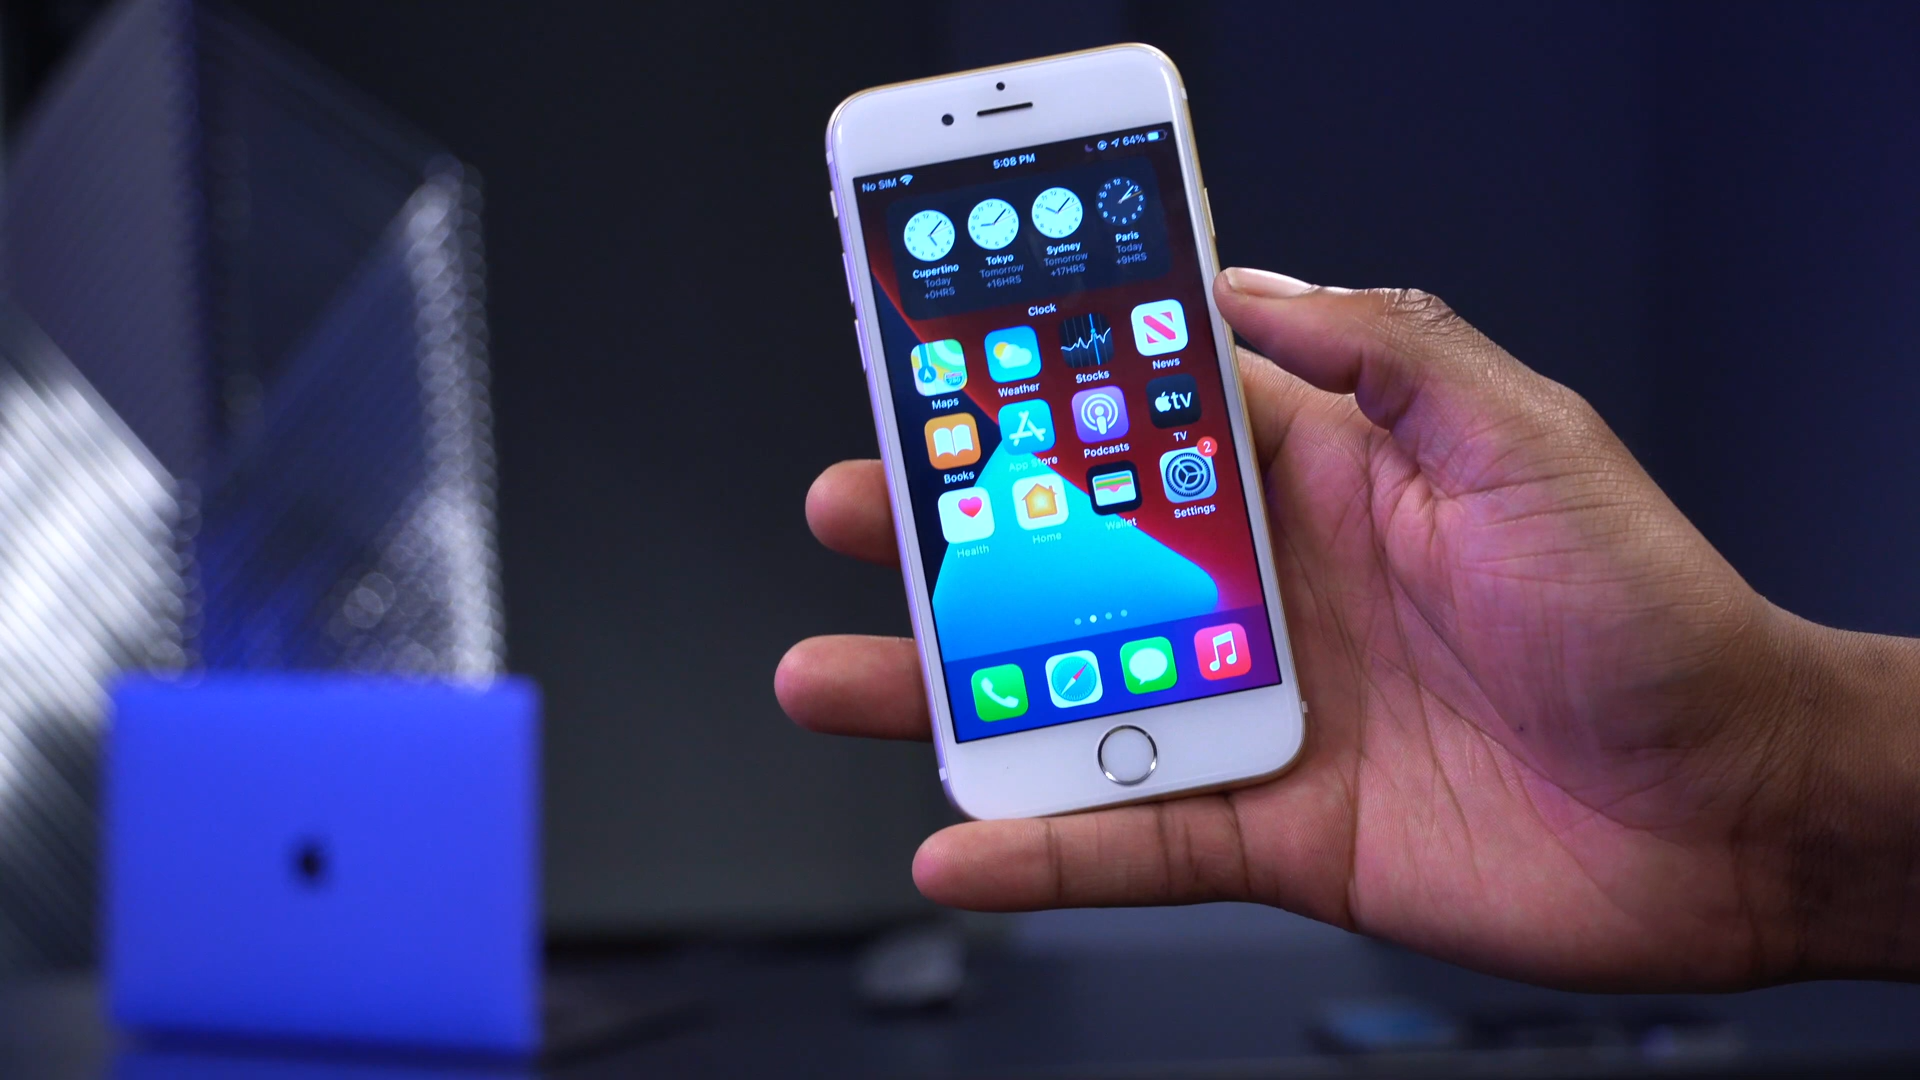 No SIM 5:08 PM 64%
Cupertino Tokyo Sydney Paris
Today Tomorrow Tomorrow Today
+0HRS +16HRS +17HRS +9HRS
Clock
Maps Weather Stocks News
tv
Books App Store Podcasts TV
2
Health Home Wallet Settings